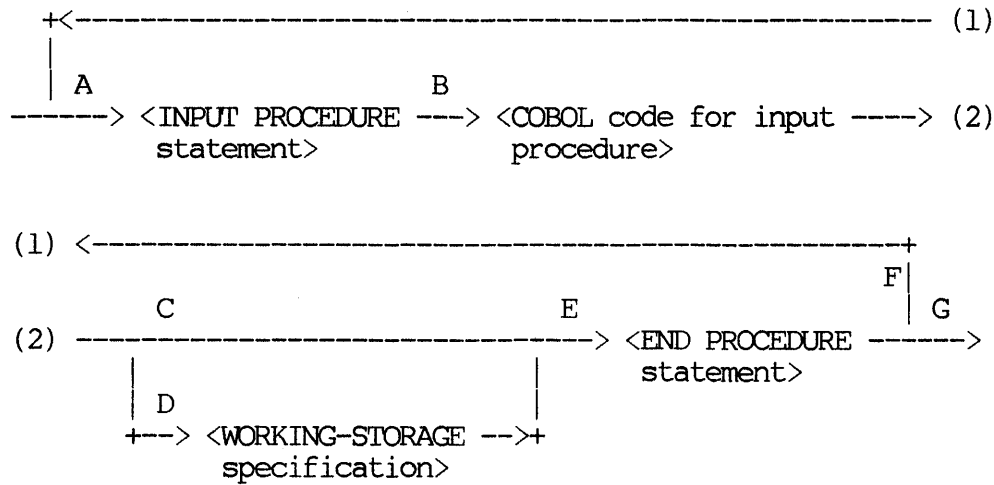 +<------------------------------------------------ (1)
|
| A B
------> <INPUT PROCEDURE ---> <COBOL code for input ----> (2)
statement> procedure>
(1) <----------------------------------------------+
F|
C E | G
(2) -----------------------------> <END PROCEDURE ------>
| | statement>
| D |
+--> <WORKING-STORAGE -->+
specification>